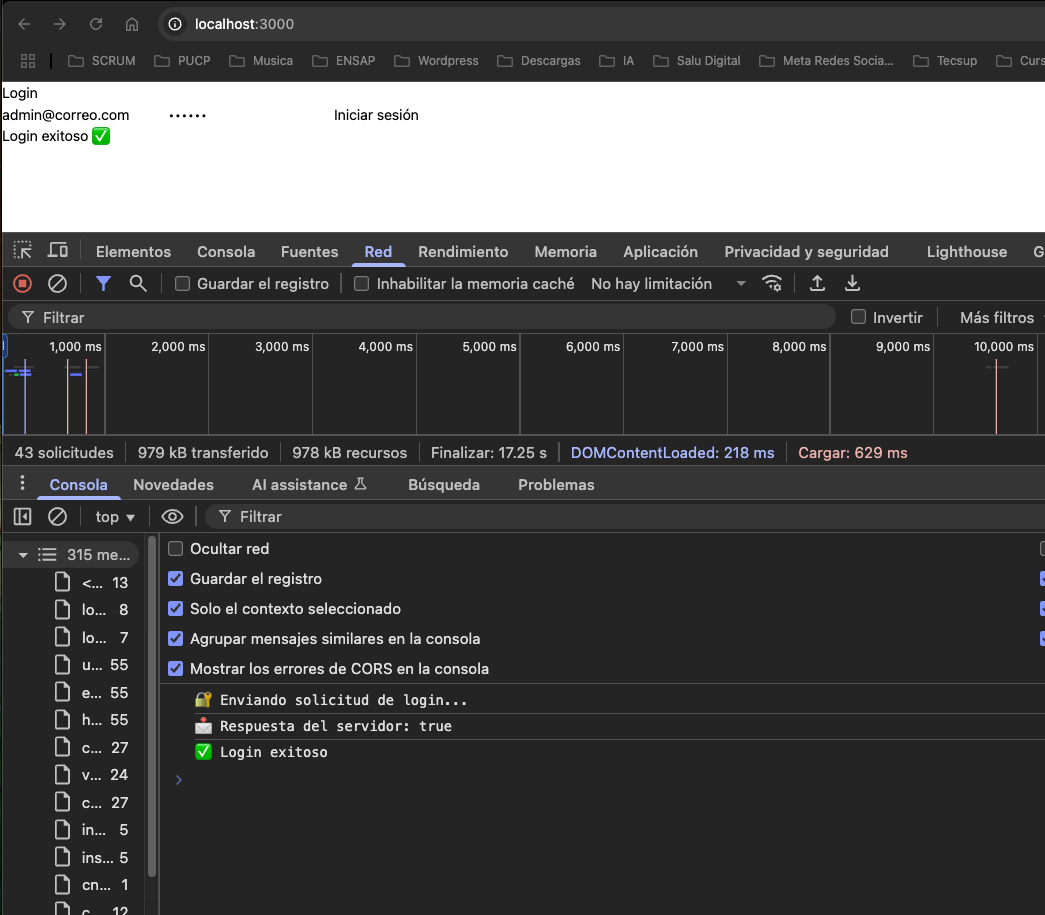 localhost:3000
SCRUM PUCP Musica ENSAP Wordpress Descargas IA Salu Digital Meta Redes Socia... Tecsup Curs
Login
admin@correo.com •••••• Iniciar sesión
Login exitoso ✅
Elementos Consola Fuentes Red Rendimiento Memoria Aplicación Privacidad y seguridad Lighthouse G
Guardar el registro Inhabilitar la memoria caché No hay limitación
Filtrar Invertir Más filtros
1,000 ms 2,000 ms 3,000 ms 4,000 ms 5,000 ms 6,000 ms 7,000 ms 8,000 ms 9,000 ms 10,000 ms
43 solicitudes 979 kB transferido 978 kB recursos Finalizar: 17.25 s DOMContentLoaded: 218 ms Cargar: 629 ms
Consola Novedades AI assistance Búsqueda Problemas
top Filtrar
315 me...
<... 13
lo... 8
lo... 7
u... 55
e... 55
h... 55
c... 27
v... 24
c... 27
in... 5
ins... 5
cn... 1
c... 12
Ocultar red
Guardar el registro
Solo el contexto seleccionado
Agrupar mensajes similares en la consola
Mostrar los errores de CORS en la consola
🔐 Enviando solicitud de login...
📩 Respuesta del servidor: true
✅ Login exitoso